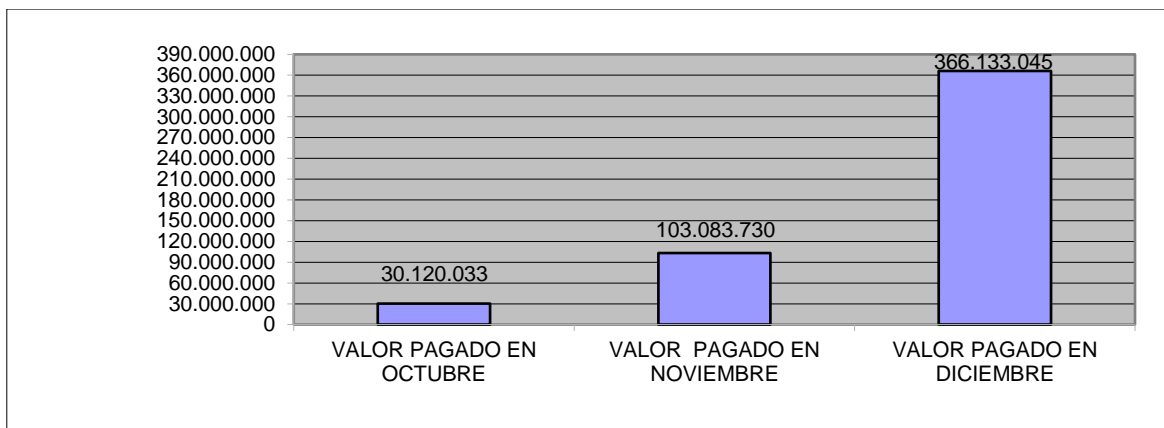 390.000.000
360.000.000
330.000.000
300.000.000
270.000.000
240.000.000
210.000.000
180.000.000
150.000.000
120.000.000
90.000.000
60.000.000
30.000.000
0
30.120.033
103.083.730
366.133.045
VALOR PAGADO EN
OCTUBRE
VALOR  PAGADO EN
NOVIEMBRE
VALOR PAGADO EN
DICIEMBRE